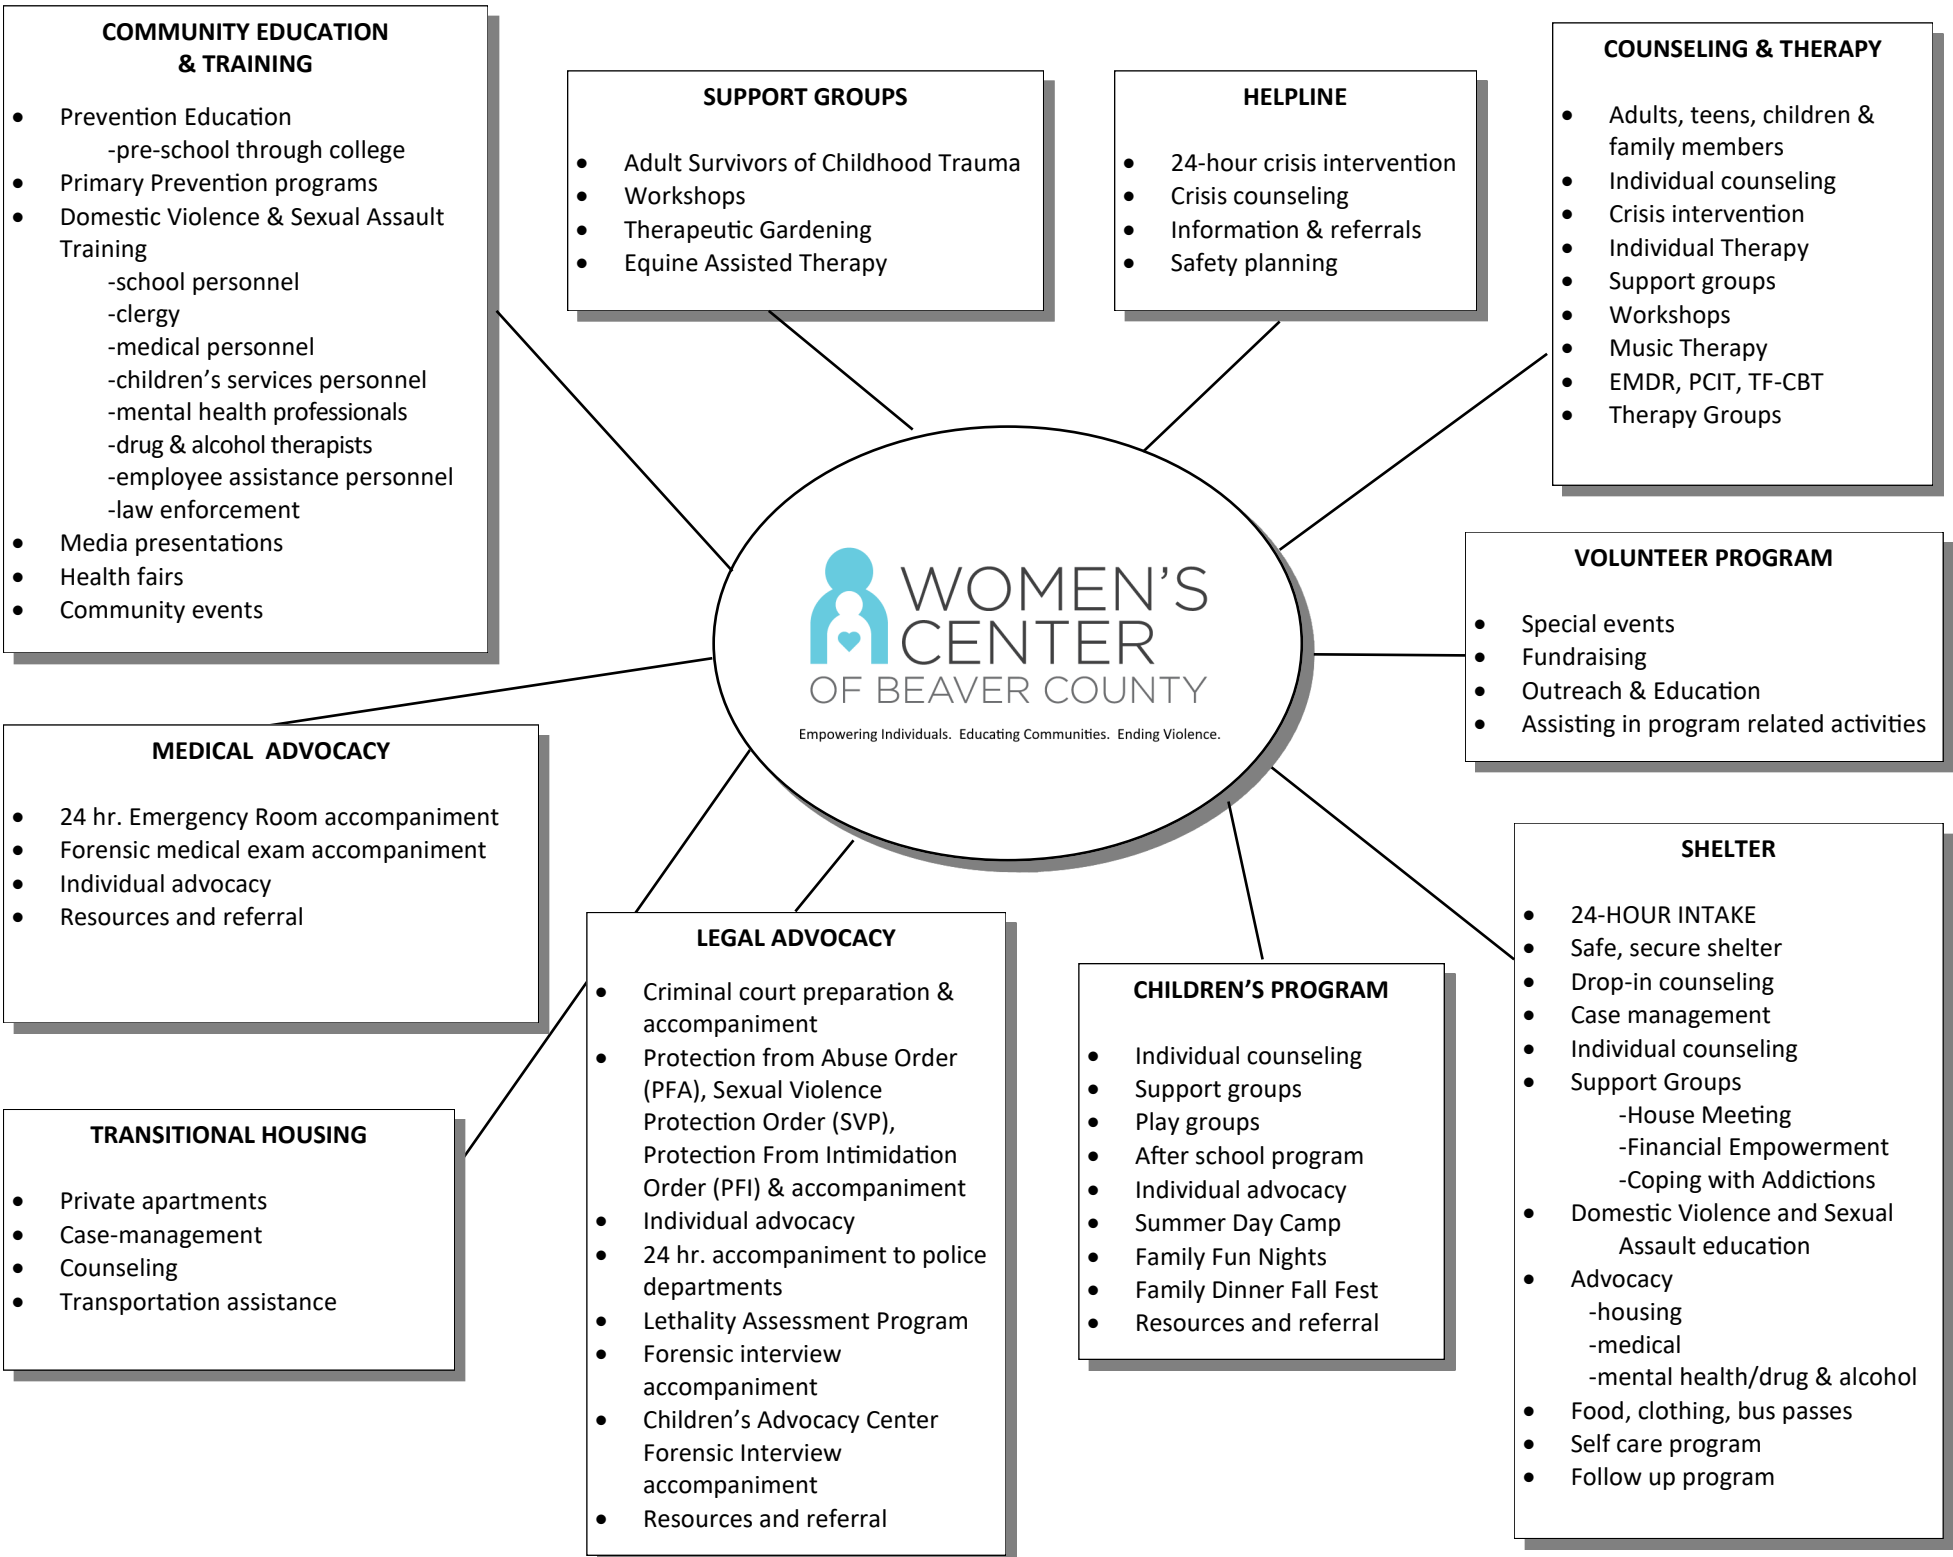 COMMUNITY EDUCATION
& TRAINING
• Prevention Education
-pre-school through college
• Primary Prevention programs
• Domestic Violence & Sexual Assault
Training
-school personnel
-clergy
-medical personnel
-children’s services personnel
-mental health professionals
-drug & alcohol therapists
-employee assistance personnel
-law enforcement
• Media presentations
• Health fairs
• Community events
SUPPORT GROUPS
• Adult Survivors of Childhood Trauma
• Workshops
• Therapeutic Gardening
• Equine Assisted Therapy
HELPLINE
• 24-hour crisis intervention
• Crisis counseling
• Information & referrals
• Safety planning
COUNSELING & THERAPY
• Adults, teens, children &
family members
• Individual counseling
• Crisis intervention
• Individual Therapy
• Support groups
• Workshops
• Music Therapy
• EMDR, PCIT, TF-CBT
• Therapy Groups
WOMEN'S
CENTER
OF BEAVER COUNTY
Empowering Individuals. Educating Communities. Ending Violence.
VOLUNTEER PROGRAM
• Special events
• Fundraising
• Outreach & Education
• Assisting in program related activities
MEDICAL ADVOCACY
• 24 hr. Emergency Room accompaniment
• Forensic medical exam accompaniment
• Individual advocacy
• Resources and referral
TRANSITIONAL HOUSING
• Private apartments
• Case-management
• Counseling
• Transportation assistance
LEGAL ADVOCACY
• Criminal court preparation &
accompaniment
• Protection from Abuse Order
(PFA), Sexual Violence
Protection Order (SVP),
Protection From Intimidation
Order (PFI) & accompaniment
• Individual advocacy
• 24 hr. accompaniment to police
departments
• Lethality Assessment Program
• Forensic interview
accompaniment
• Children’s Advocacy Center
Forensic Interview
accompaniment
• Resources and referral
CHILDREN’S PROGRAM
• Individual counseling
• Support groups
• Play groups
• After school program
• Individual advocacy
• Summer Day Camp
• Family Fun Nights
• Family Dinner Fall Fest
• Resources and referral
SHELTER
• 24-HOUR INTAKE
• Safe, secure shelter
• Drop-in counseling
• Case management
• Individual counseling
• Support Groups
-House Meeting
-Financial Empowerment
-Coping with Addictions
• Domestic Violence and Sexual
Assault education
• Advocacy
-housing
-medical
-mental health/drug & alcohol
• Food, clothing, bus passes
• Self care program
• Follow up program